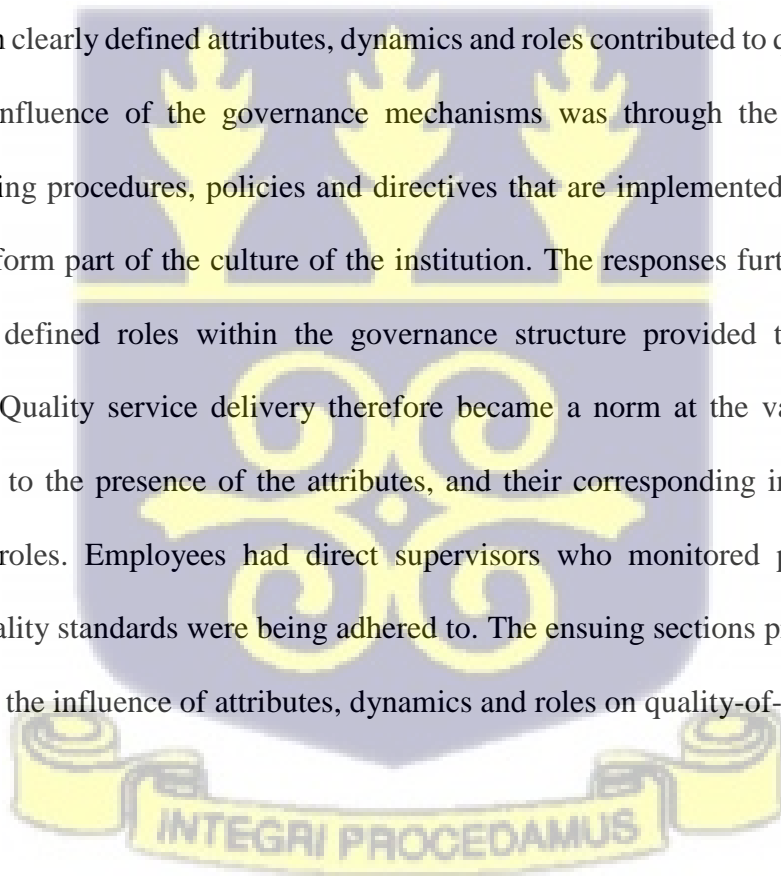 clearly defined attributes, dynamics and roles contributed to
nfluence of the governance mechanisms was through the
ing procedures, policies and directives that are implemented
form part of the culture of the institution. The responses furt
defined roles within the governance structure provided t
Quality service delivery therefore became a norm at the va
to the presence of the attributes, and their corresponding in
roles. Employees had direct supervisors who monitored p
ality standards were being adhered to. The ensuing sections p
the influence of attributes, dynamics and roles on quality-of-
INTEGRI PROCEDAMUS